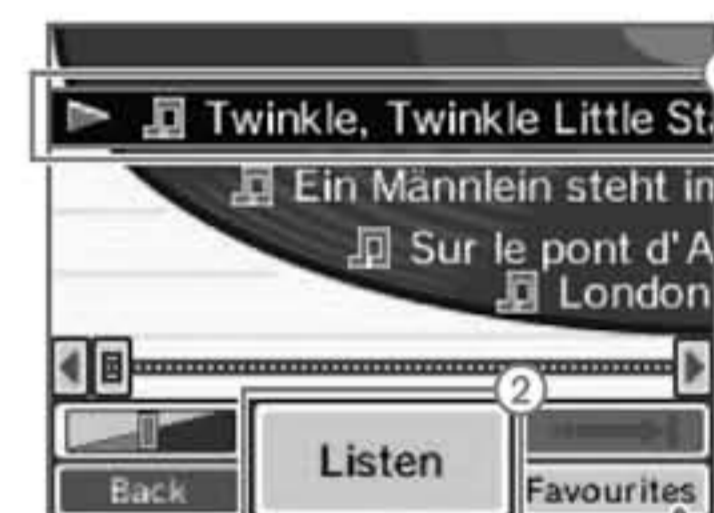 Twinkle, Twinkle Little St
Ein Männlein steht in
Sur le pont d'A
London
2
Listen
Back
Favourites